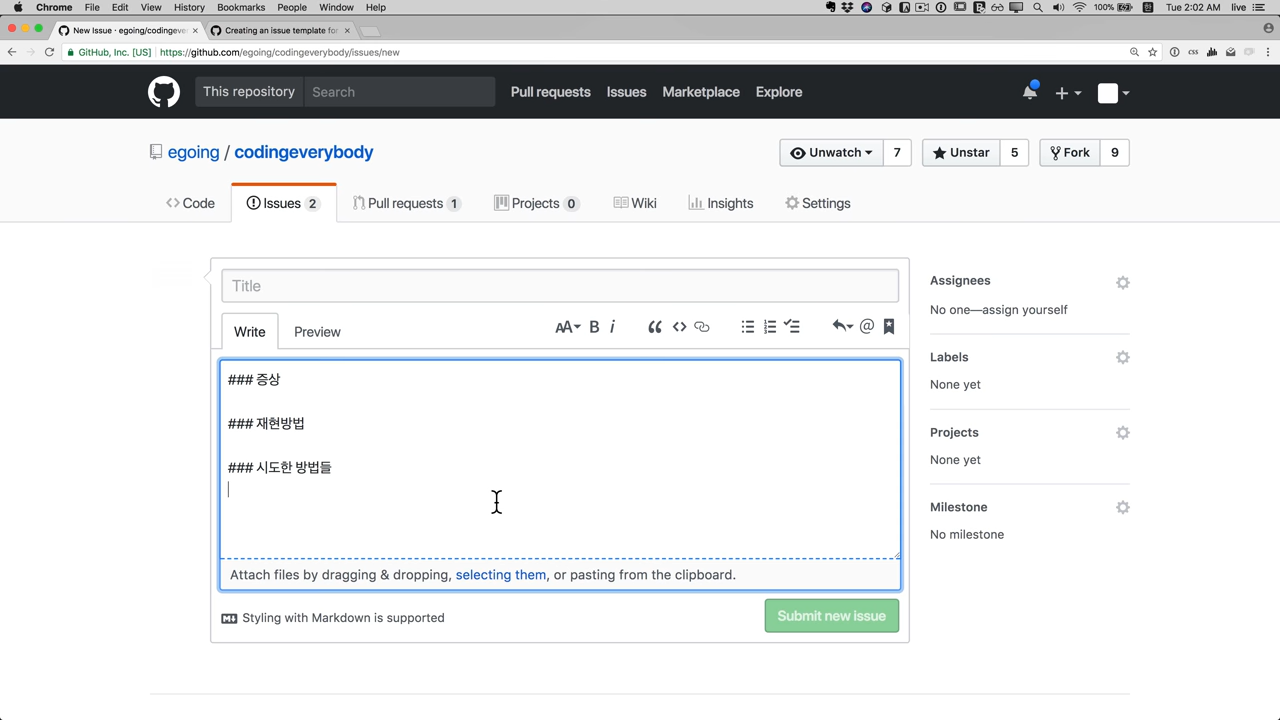 Chrome File Edit View History Bookmarks People Window Help 100% Tue 2:02 AM live
New Issue · egoing/codingever Creating an issue template for
GitHub, Inc. [US] https://github.com/egoing/codingeverybody/issues/new
This repository Search Pull requests Issues Marketplace Explore
egoing / codingeverybody Unwatch 7 Unstar 5 Fork 9
Code Issues 2 Pull requests 1 Projects 0 Wiki Insights Settings
Title
Write Preview AA B i
### 증상
### 재현방법
### 시도한 방법들
Attach files by dragging & dropping, selecting them, or pasting from the clipboard.
Styling with Markdown is supported
Submit new issue
Assignees
No one—assign yourself
Labels
None yet
Projects
None yet
Milestone
No milestone